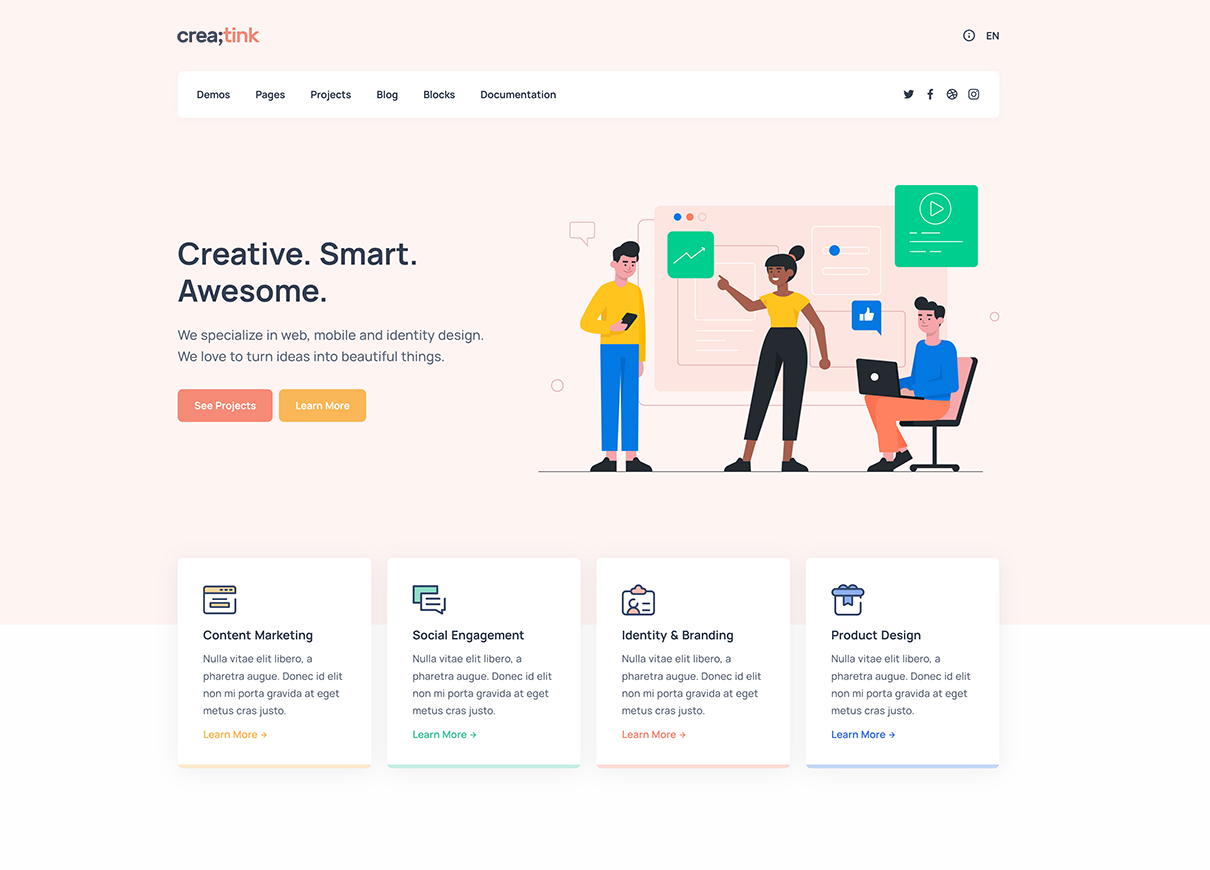 crea;tink
EN
Demos Pages Projects Blog Blocks Documentation
Creative. Smart.
Awesome.
We specialize in web, mobile and identity design.
We love to turn ideas into beautiful things.
See Projects Learn More
Content Marketing
Nulla vitae elit libero, a
pharetra augue. Donec id elit
non mi porta gravida at eget
metus cras justo.
Learn More →
Social Engagement
Nulla vitae elit libero, a
pharetra augue. Donec id elit
non mi porta gravida at eget
metus cras justo.
Learn More →
Identity & Branding
Nulla vitae elit libero, a
pharetra augue. Donec id elit
non mi porta gravida at eget
metus cras justo.
Learn More →
Product Design
Nulla vitae elit libero, a
pharetra augue. Donec id elit
non mi porta gravida at eget
metus cras justo.
Learn More →